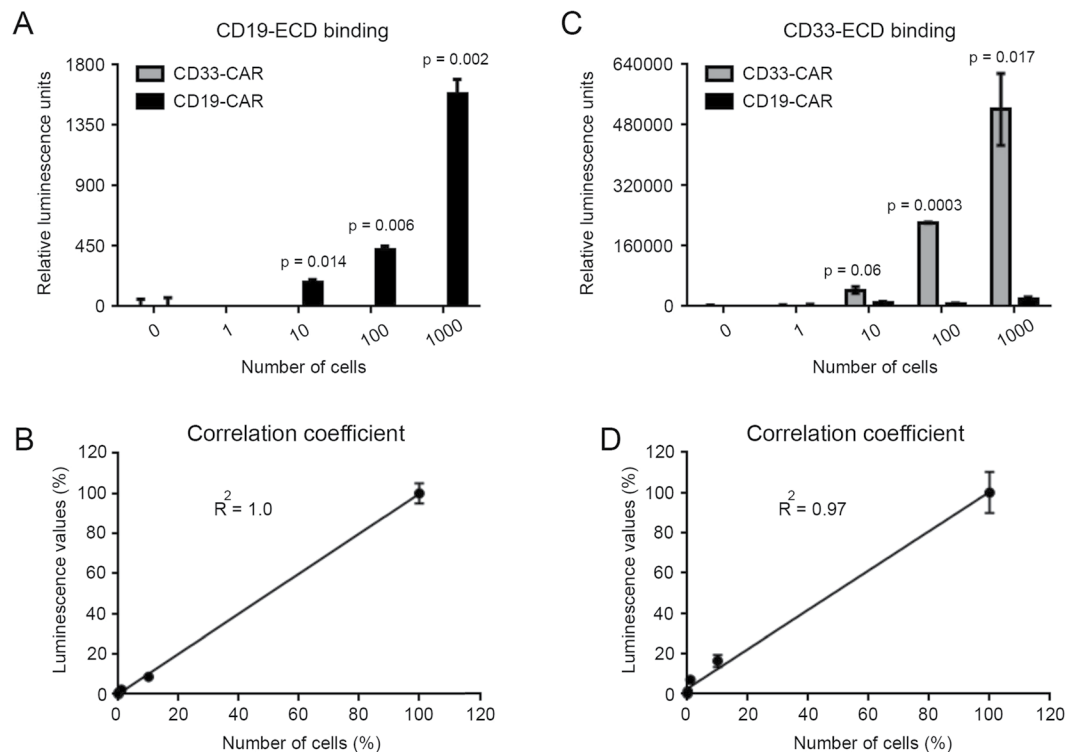 A
CD19-ECD binding
Relative luminescence units
1800
1350
900
450
0
CD33-CAR
CD19-CAR
p = 0.014
p = 0.006
p = 0.002
0
1
10
100
1000
Number of cells
C
CD33-ECD binding
Relative luminescence units
640000
480000
320000
160000
0
CD33-CAR
CD19-CAR
p = 0.06
p = 0.0003
p = 0.017
0
1
10
100
1000
Number of cells
B
Correlation coefficient
Luminescence values (%)
120
100
80
60
40
20
0
R² = 1.0
0
20
40
60
80
100
120
Number of cells (%)
D
Correlation coefficient
Luminescence values (%)
120
100
80
60
40
20
0
R² = 0.97
0
20
40
60
80
100
120
Number of cells (%)